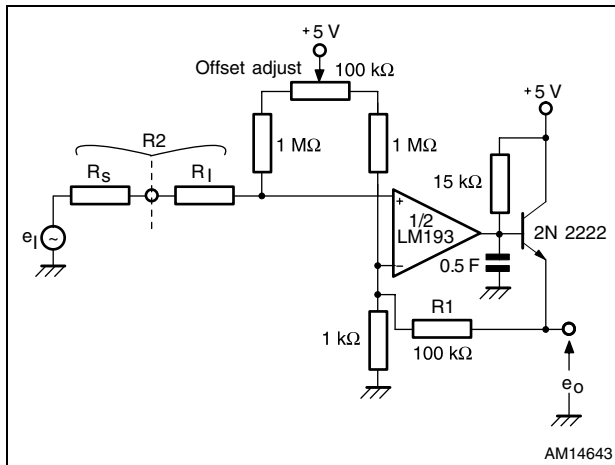 +5 V
Offset adjust
100 kΩ
+5 V
R2
1 MΩ
1 MΩ
15 kΩ
RS
RI
+
1/2
LM193
2N 2222
eI
~
0.5 F
−
R1
1 kΩ
100 kΩ
eO
AM14643